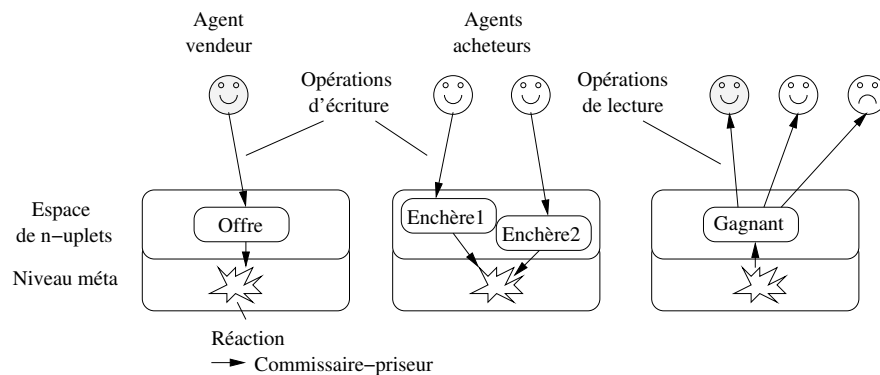 Agent
vendeur
Agents
acheteurs
Opérations
d'écriture
Opérations
de lecture
Espace
de n−uplets
Offre
Enchère1
Enchère2
Gagnant
Niveau méta
Réaction
Commissaire−priseur